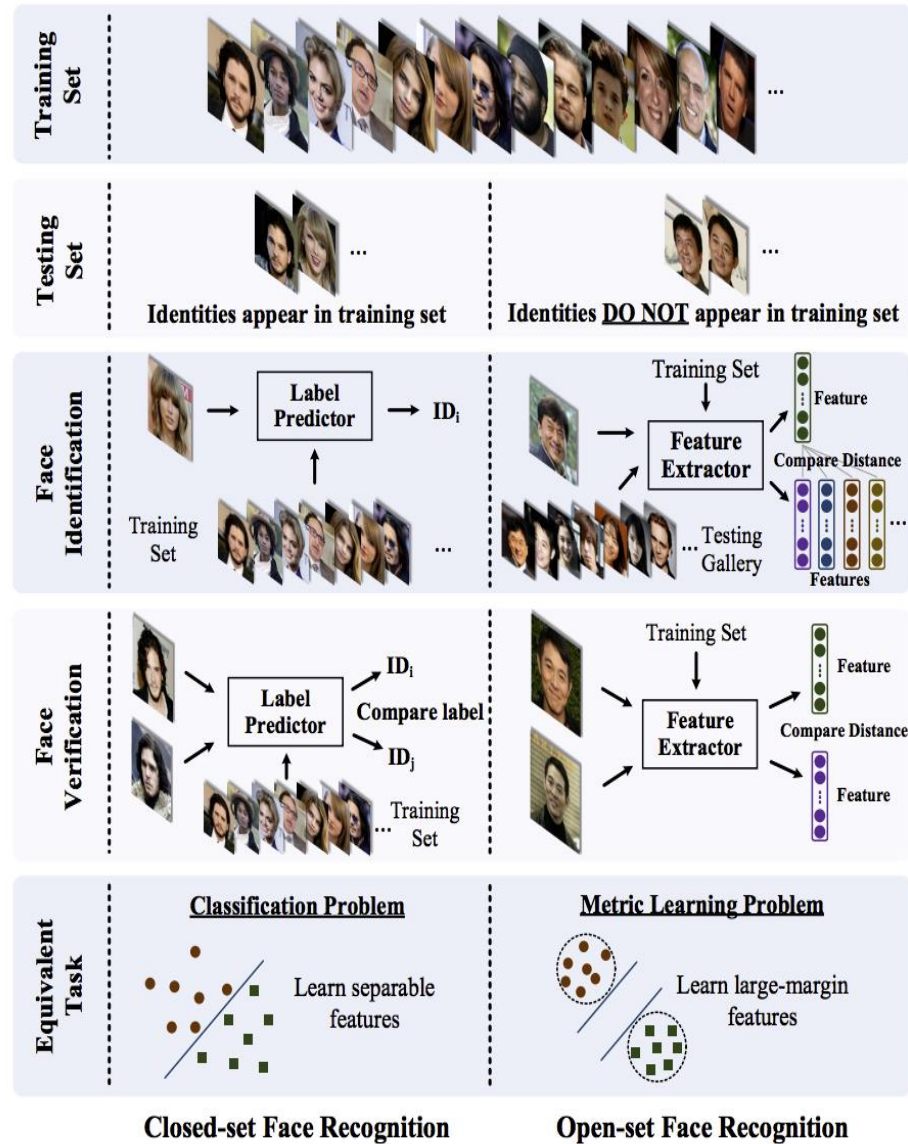 Training
Set
...
Testing
Set
...
Identities appear in training set
...
Identities DO NOT appear in training set
Face
Identification
Label
Predictor
IDi
Training
Set
...
Training Set
Feature
Extractor
Feature
Compare Distance
...
Testing
Gallery
...
Features
Face
Verification
Label
Predictor
IDi
Compare label
IDj
...
Training
Set
Training Set
Feature
Extractor
Feature
Compare Distance
Feature
Equivalent
Task
Classification Problem
Learn separable
features
Metric Learning Problem
Learn large-margin
features
Closed-set Face Recognition
Open-set Face Recognition